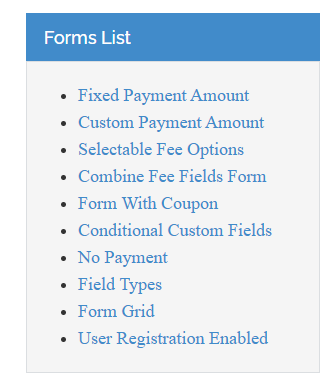 Forms List
Fixed Payment Amount
Custom Payment Amount
Selectable Fee Options
Combine Fee Fields Form
Form With Coupon
Conditional Custom Fields
No Payment
Field Types
Form Grid
User Registration Enabled